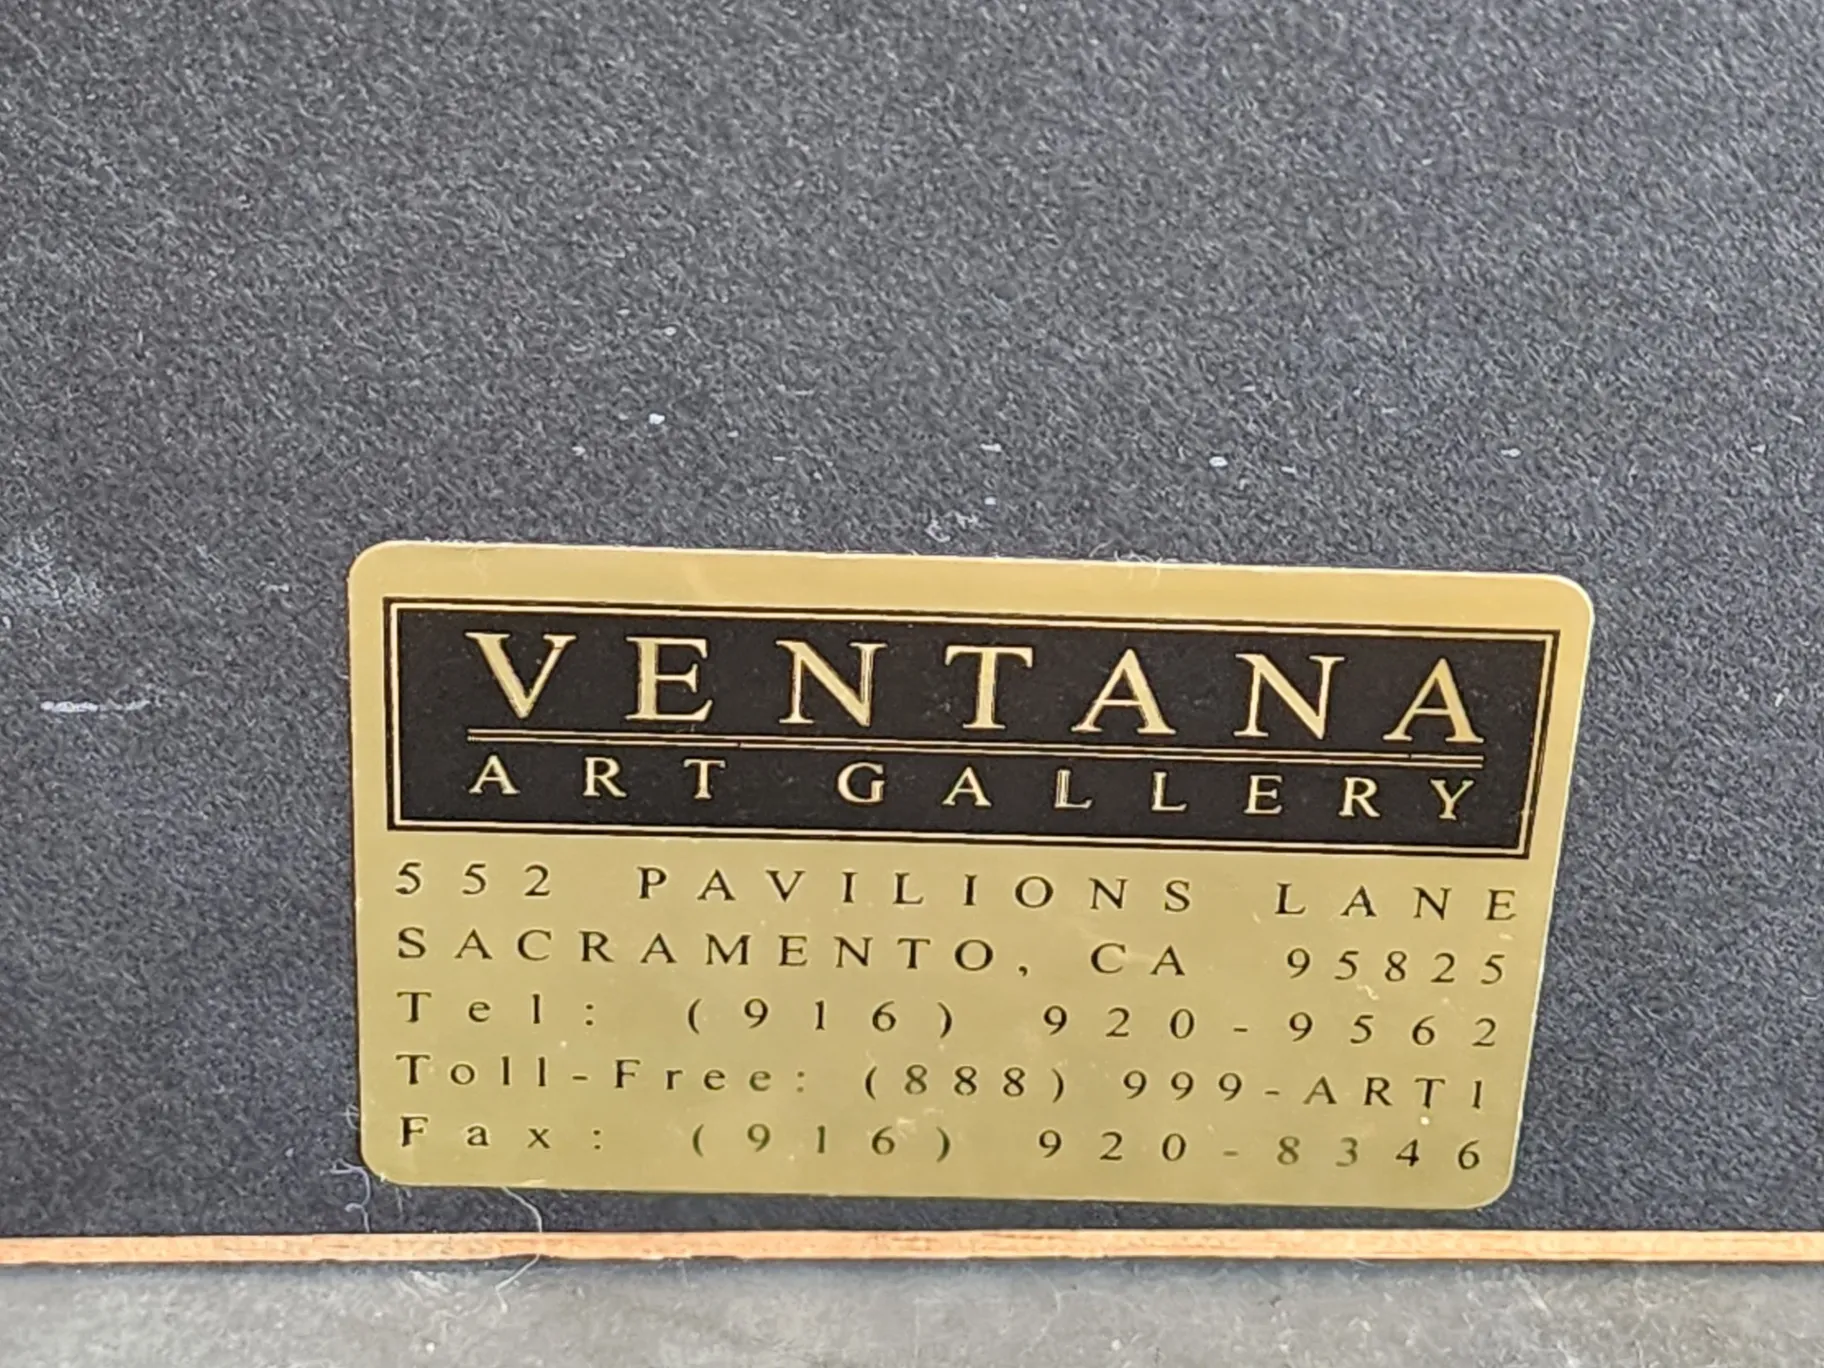 VENTANA
ART GALLERY
552 PAVILIONS LANE
SACRAMENTO, CA 95825
Tel: (916) 920-9562
Toll-Free: (888) 999-ART1
Fax: (916) 920-8346